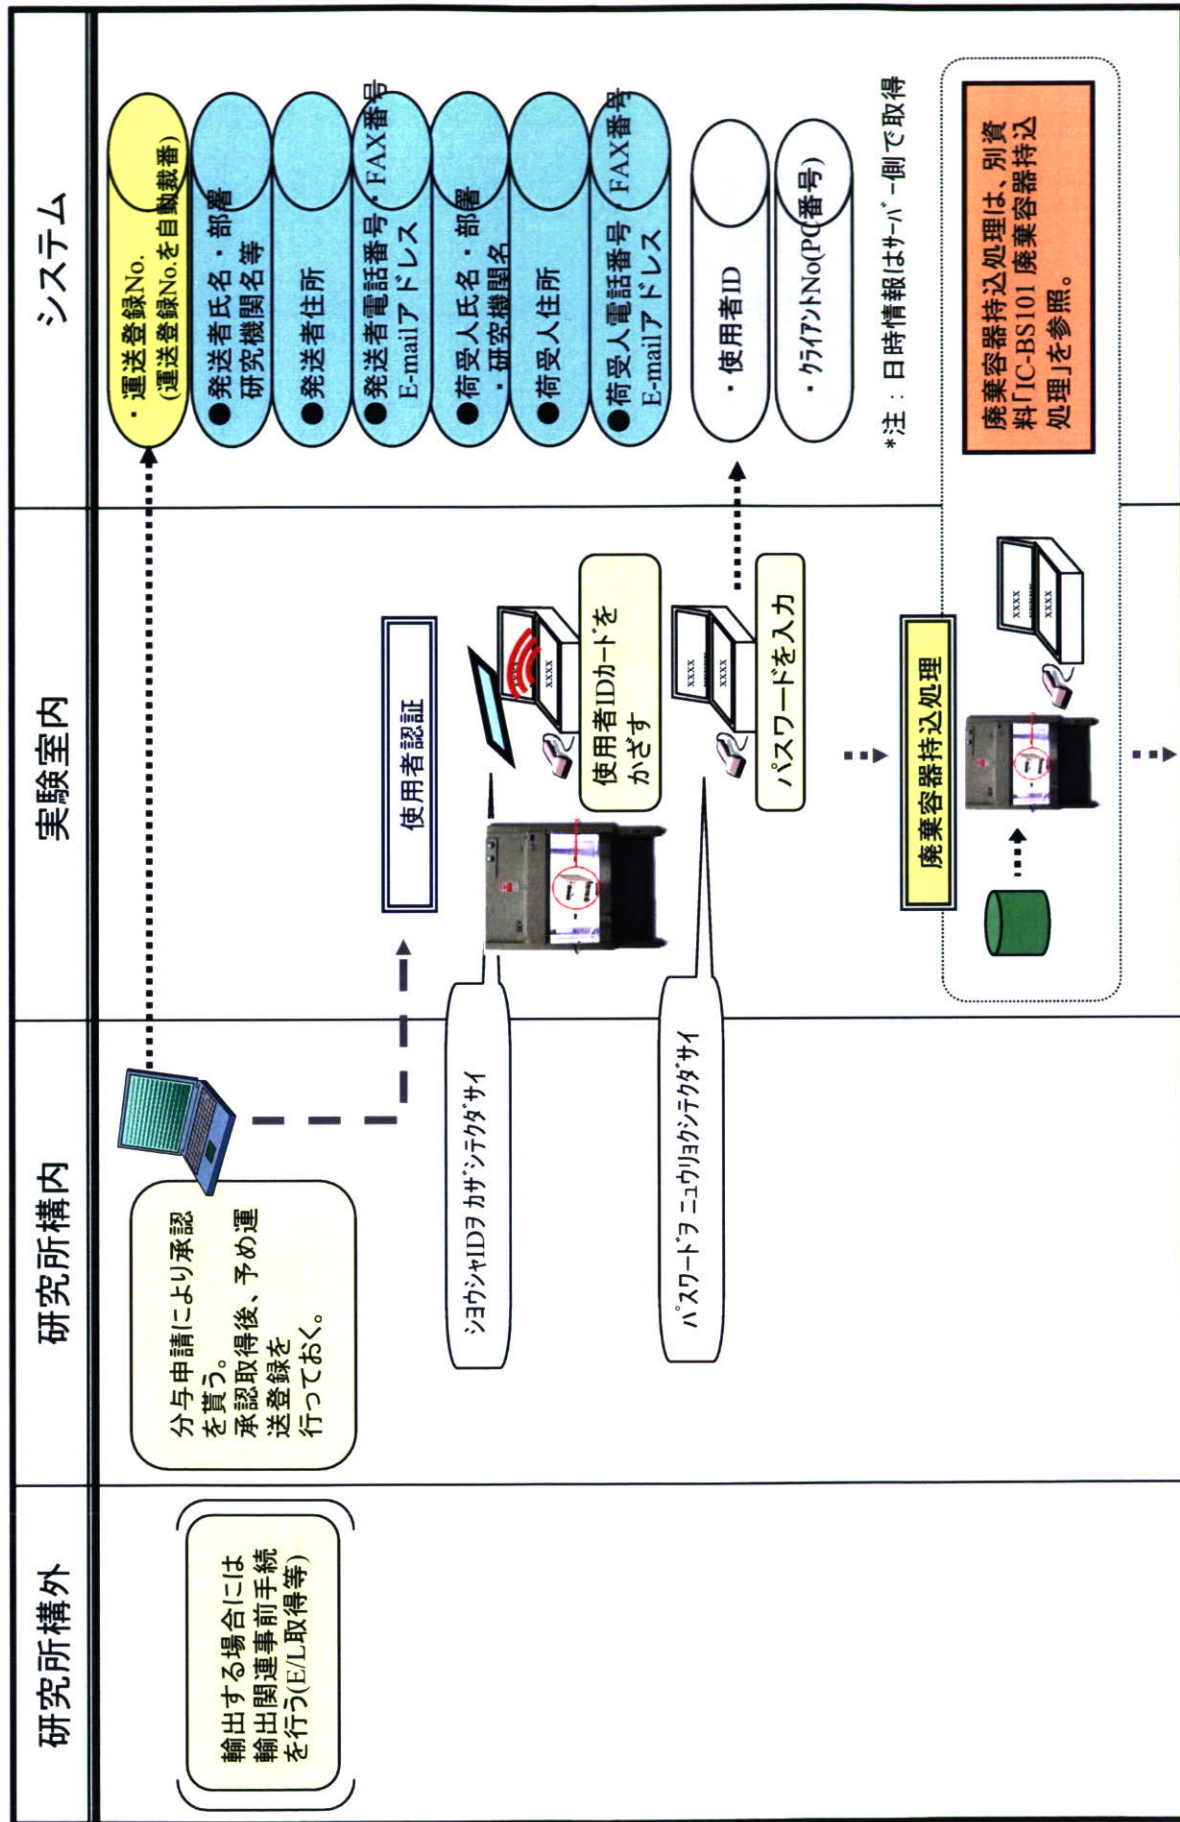 研究所構外
研究所構内
実験室内
システム
輸出する場合には
輸出関連事前手続
を行う(E/L取得等)
分与申請により承認
を貰う。
承認取得後、予め運
送登録を
行っておく。
・運送登録No.
(運送登録No.を自動裁番)
●発送者氏名・部署
研究機関名等
●発送者住所
●発送者電話番号・FAX番号
E-mailアドレス
●荷受人氏名・部署
・研究機関名
●荷受人住所
●荷受人電話番号・FAX番号
E-mailアドレス
使用者認証
ショウシャIDヲ カザシテクダサイ
xxxx
使用者IDカードを
かざす
パスワードヲ ニュウリョクシテクダサイ
xxxx
xxxx
パスワードを入力
・使用者ID
・クライアントNo(PC番号)
*注：日時情報はサーバー側で取得
廃棄容器持込処理
xxxx
xxxx
廃棄容器持込処理は、別資
料「IC-BS101 廃棄容器持込
処理」を参照。